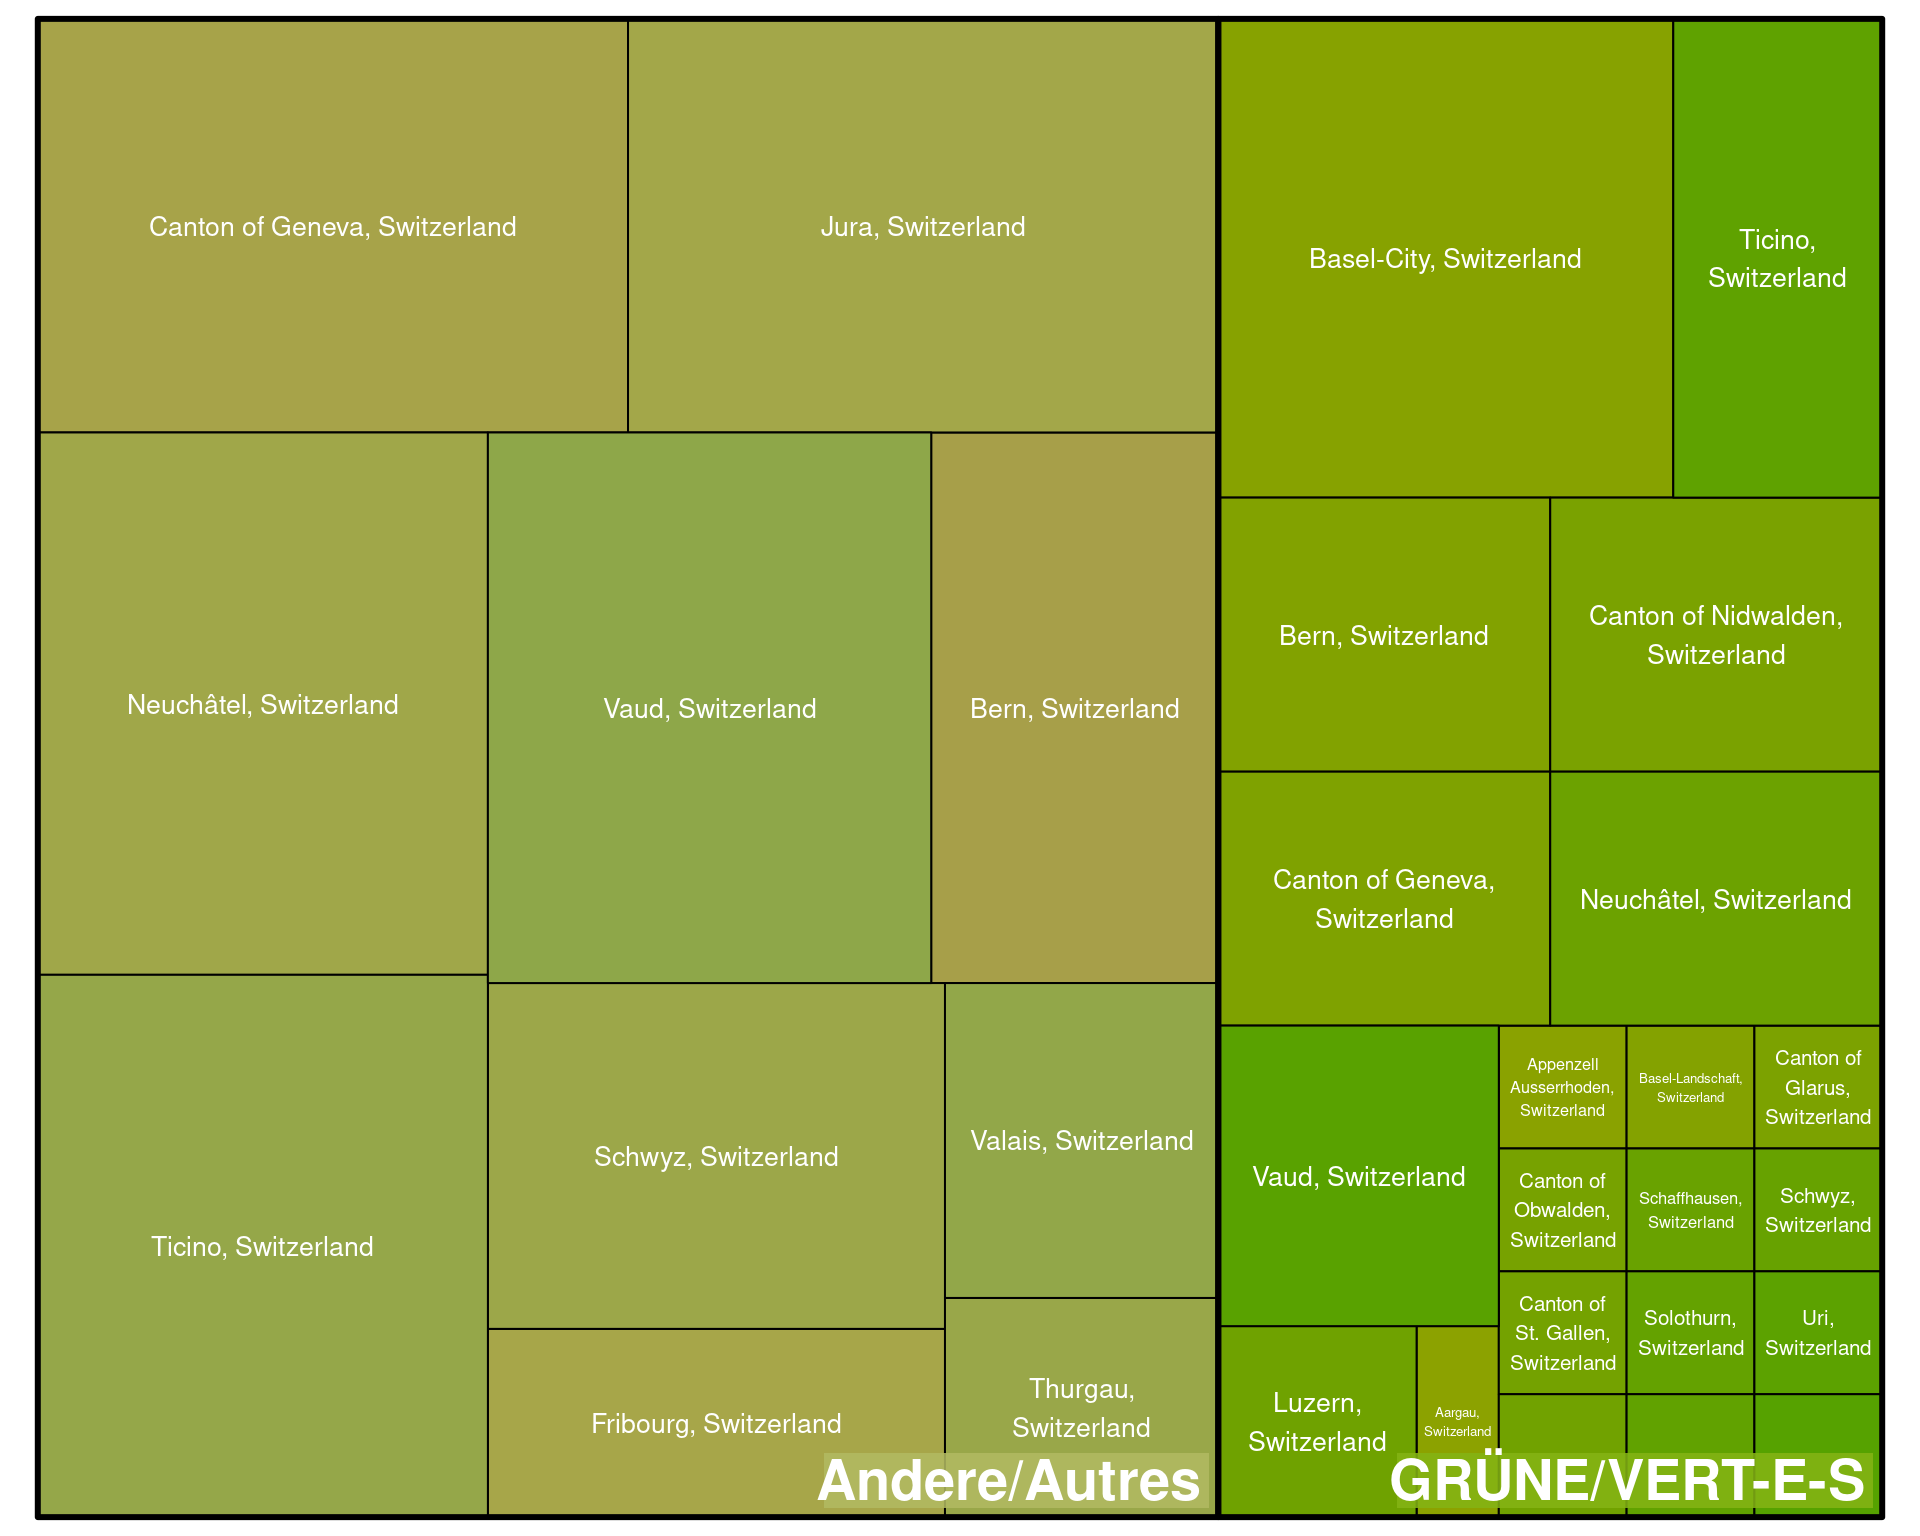 Canton of Geneva, Switzerland
Jura, Switzerland
Neuchâtel, Switzerland
Vaud, Switzerland
Bern, Switzerland
Ticino, Switzerland
Schwyz, Switzerland
Valais, Switzerland
Fribourg, Switzerland
Thurgau,
Switzerland
Andere/Autres
Basel-City, Switzerland
Ticino,
Switzerland
Bern, Switzerland
Canton of Nidwalden,
Switzerland
Canton of Geneva,
Switzerland
Neuchâtel, Switzerland
Vaud, Switzerland
Appenzell
Ausserrhoden,
Switzerland
Basel-Landschaft,
Switzerland
Canton of
Glarus,
Switzerland
Canton of
Obwalden,
Switzerland
Schaffhausen,
Switzerland
Schwyz,
Switzerland
Canton of
St. Gallen,
Switzerland
Solothurn,
Switzerland
Uri,
Switzerland
Luzern,
Switzerland
Aargau,
Switzerland
GRÜNE/VERT-E-S